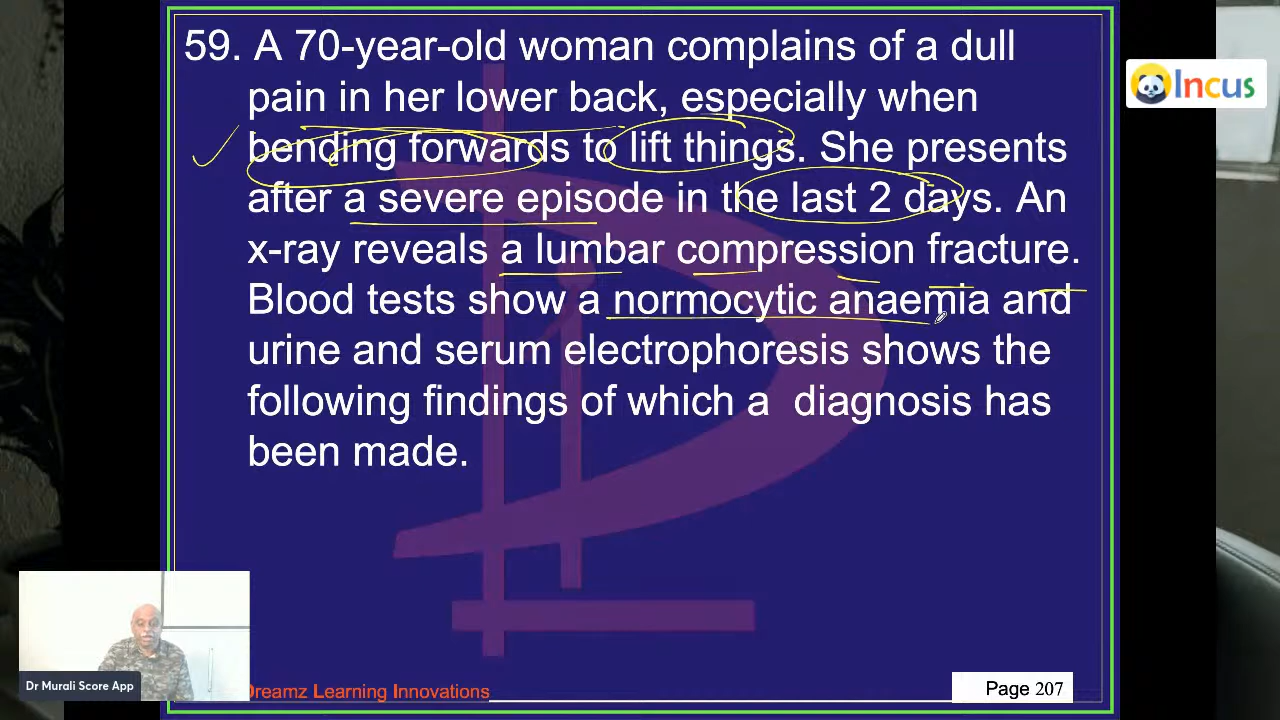 59. A 70-year-old woman complains of a dull
pain in her lower back, especially when
bending forwards to lift things. She presents
after a severe episode in the last 2 days. An
x-ray reveals a lumbar compression fracture.
Blood tests show a normocytic anaemia and
urine and serum electrophoresis shows the
following findings of which a diagnosis has
been made.
Incus
Dr Murali Score App
Dreamz Learning Innovations
Page 207